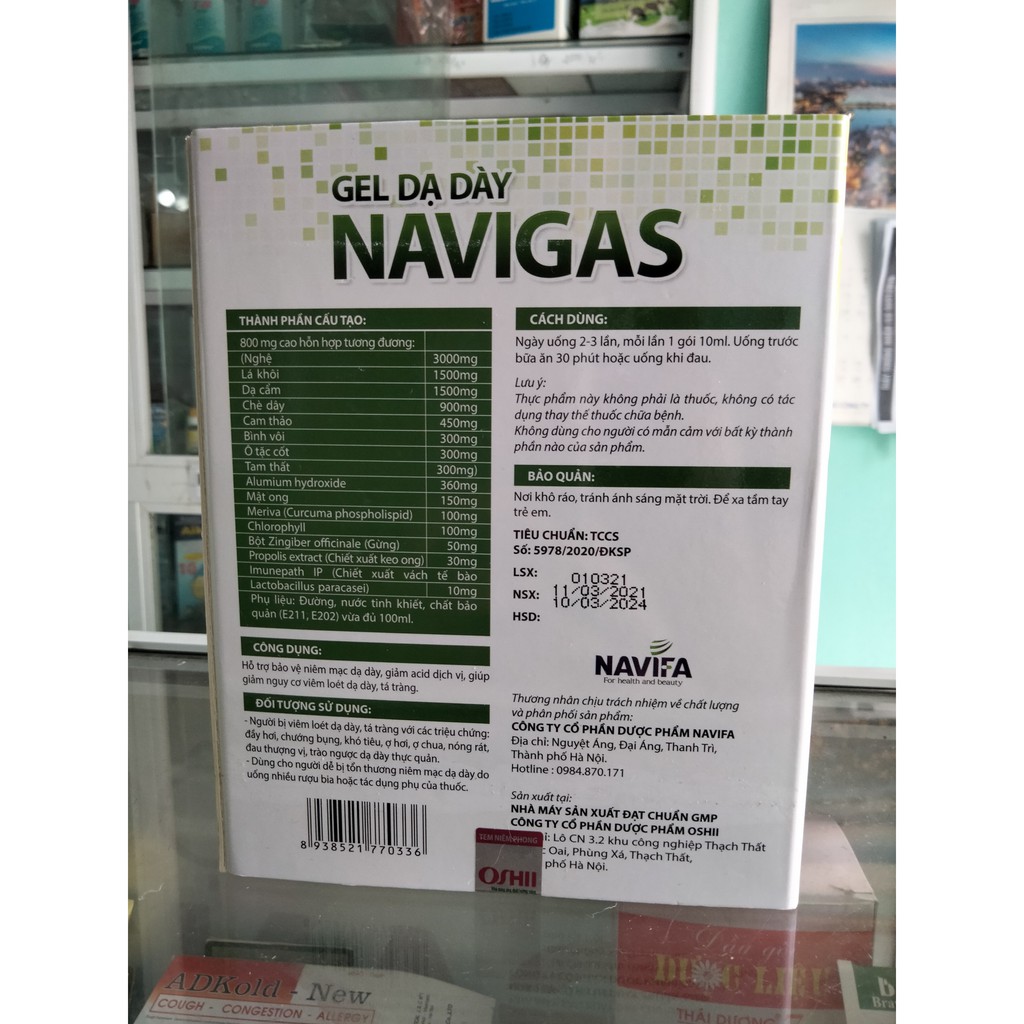 GEL DẠ DÀY
NAVIGAS
THÀNH PHẦN CẤU TẠO:
800 mg cao hỗn hợp tương đương:
(Nghệ 3000mg
Lá khôi 1500mg
Dạ cẩm 1500mg
Chè dây 900mg
Cam thảo 450mg
Bình vôi 300mg
Ô tặc cốt 300mg
Tam thất 300mg)
Alumium hydroxide 360mg
Mật ong 150mg
Meriva (Curcuma phospholispid) 100mg
Chlorophyll 100mg
Bột Zingiber officinale (Gừng) 50mg
Propolis extract (Chiết xuất keo ong) 30mg
Imunepath IP (Chiết xuất vách tế bào
Lactobacillus paracasei) 10mg
Phụ liệu: Đường, nước tinh khiết, chất bảo
quản (E211, E202) vừa đủ 100ml.
CÔNG DỤNG:
Hỗ trợ bảo vệ niêm mạc dạ dày, giảm acid dịch vị, giúp
giảm nguy cơ viêm loét dạ dày, tá tràng.
ĐỐI TƯỢNG SỬ DỤNG:
- Người bị viêm loét dạ dày, tá tràng với các triệu chứng:
đầy hơi, chướng bụng, khó tiêu, ợ hơi, ợ chua, nóng rát,
đau thượng vị, trào ngược dạ dày thực quản.
- Dùng cho người dễ bị tổn thương niêm mạc dạ dày do
uống nhiều rượu bia hoặc tác dụng phụ của thuốc.
8 938521 770336
CÁCH DÙNG:
Ngày uống 2-3 lần, mỗi lần 1 gói 10ml. Uống trước
bữa ăn 30 phút hoặc uống khi đau.
Lưu ý:
Thực phẩm này không phải là thuốc, không có tác
dụng thay thế thuốc chữa bệnh.
Không dùng cho người có mẫn cảm với bất kỳ thành
phần nào của sản phẩm.
BẢO QUẢN:
Nơi khô ráo, tránh ánh sáng mặt trời. Để xa tầm tay
trẻ em.
TIÊU CHUẨN: TCCS
Số: 5978/2020/ĐKSP
LSX: 010321
NSX: 11/03/2021
HSD: 10/03/2024
NAVIFA
For health and beauty
Thương nhân chịu trách nhiệm về chất lượng
và phân phối sản phẩm:
CÔNG TY CỔ PHẦN DƯỢC PHẨM NAVIFA
Địa chỉ: Nguyệt Áng, Đại Áng, Thanh Trì,
Thành phố Hà Nội.
Hotline : 0984.870.171
Sản xuất tại:
NHÀ MÁY SẢN XUẤT ĐẠT CHUẨN GMP
CÔNG TY CỔ PHẦN DƯỢC PHẨM OSHII
ỉ: Lô CN 3.2 khu công nghiệp Thạch Thất
Oai, Phùng Xá, Thạch Thất,
phố Hà Nội.
TEM NIÊM PHONG
OSHII
ADKold - New
COUGH - CONGESTION - ALLERGY
THÁI DƯƠNG 7